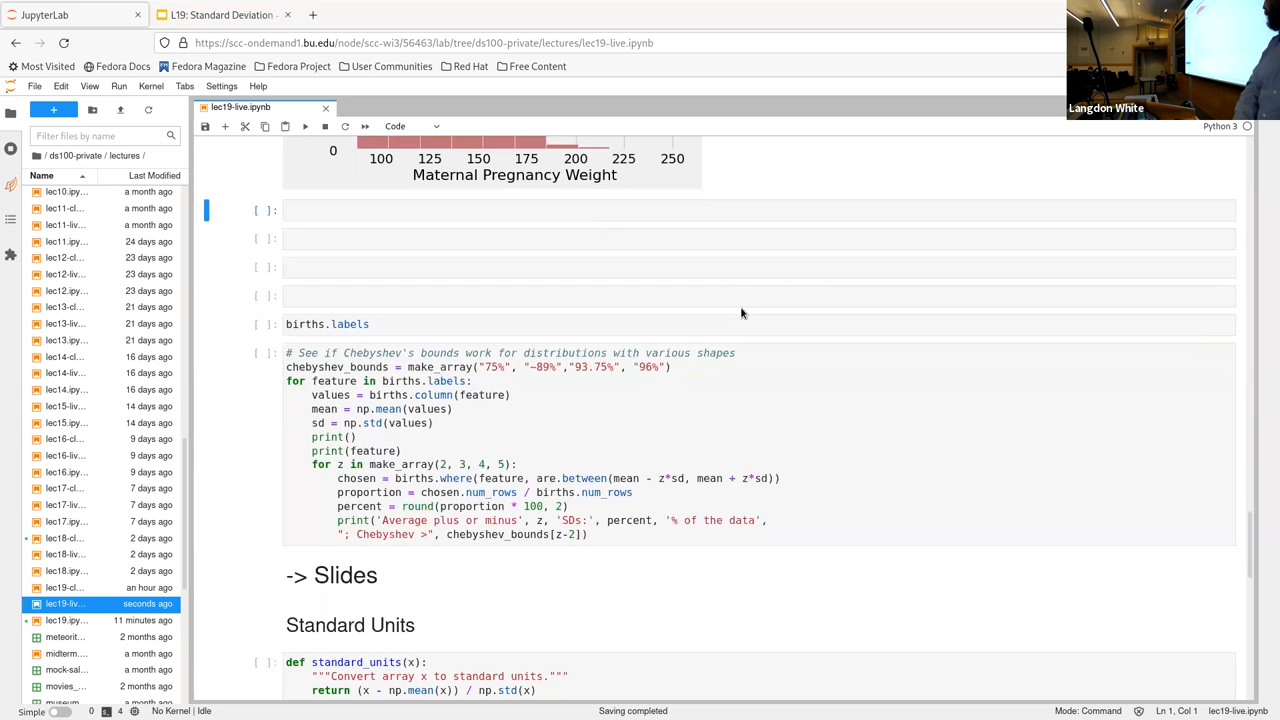 JupyterLab
L19: Standard Deviation -
https://scc-ondemand1.bu.edu/node/scc-wi3/56463/lab/tree/ds100-private/lectures/lec19-live.ipynb
Most Visited
Fedora Docs
Fedora Magazine
Fedora Project
User Communities
Red Hat
Free Content
Langdon White
File Edit View Run Kernel Tabs Settings Help
lec19-live.ipynb
Filter files by name
Code
Python 3
/ ds100-private / lectures /
Name Last Modified
lec10.ipy... a month ago
lec11-cl... a month ago
lec11-liv... a month ago
lec11.ipy... 24 days ago
lec12-cl... 23 days ago
lec12-liv... 23 days ago
lec12.ipy... 23 days ago
lec13-cl... 21 days ago
lec13-liv... 21 days ago
lec13.ipy... 21 days ago
lec14-cl... 16 days ago
lec14-liv... 16 days ago
lec14.ipy... 16 days ago
lec15-liv... 14 days ago
lec15.ipy... 14 days ago
lec16-cl... 9 days ago
lec16-liv... 9 days ago
lec16.ipy... 9 days ago
lec17-cl... 7 days ago
lec17-liv... 7 days ago
lec17.ipy... 7 days ago
lec18-cl... 2 days ago
lec18-liv... 2 days ago
lec18.ipy... 2 days ago
lec19-cl... an hour ago
lec19-liv... seconds ago
lec19.ipy... 11 minutes ago
meteorit... 2 months ago
midterm.... a month ago
mock-sal... a month ago
movies_... 2 months ago
museum... a month ago
0
100 125 150 175 200 225 250
Maternal Pregnancy Weight
[ ]:
[ ]:
[ ]:
[ ]:
[ ]: births.labels
[ ]: # See if Chebyshev's bounds work for distributions with various shapes
chebyshev_bounds = make_array("75%", "~89%","93.75%", "96%")
for feature in births.labels:
values = births.column(feature)
mean = np.mean(values)
sd = np.std(values)
print()
print(feature)
for z in make_array(2, 3, 4, 5):
chosen = births.where(feature, are.between(mean - z*sd, mean + z*sd))
proportion = chosen.num_rows / births.num_rows
percent = round(proportion * 100, 2)
print('Average plus or minus', z, 'SDs:', percent, '% of the data',
"; Chebyshev >", chebyshev_bounds[z-2])
-> Slides
Standard Units
[ ]: def standard_units(x):
"""Convert array x to standard units."""
return (x - np.mean(x)) / np.std(x)
Simple 0 4 No Kernel | Idle
Saving completed
Mode: Command Ln 1, Col 1 lec19-live.ipynb